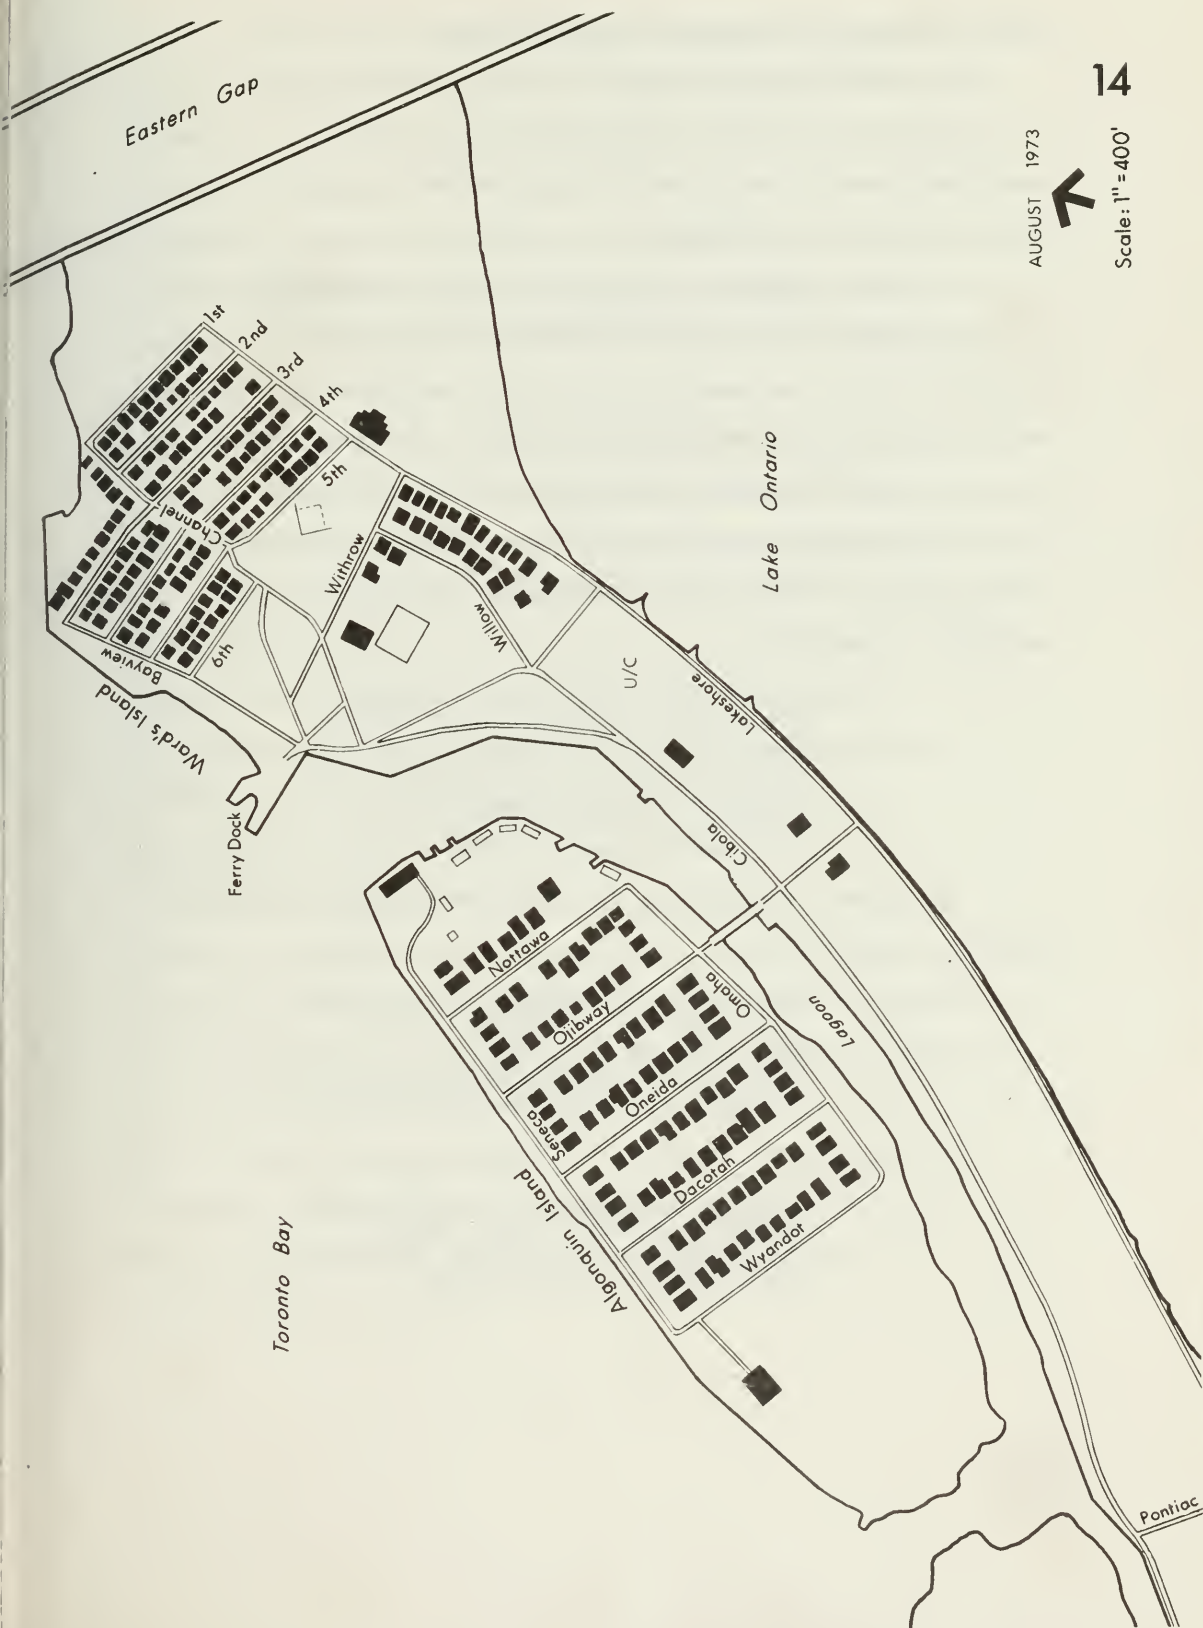 14
AUGUST 1973
Scale: 1" = 400'
Eastern Gap
1st
2nd
3rd
4th
5th
Channel
Withrow
Willow
6th
Bayview
Ward's Island
Ferry Dock
U/C
Lakeshore
Lake Ontario
Cibola
Nottawa
Ojibway
Omaha
Lagoon
Oneida
Seneca
Dacotah
Wyandot
Algonquin Island
Toronto Bay
Pontiac